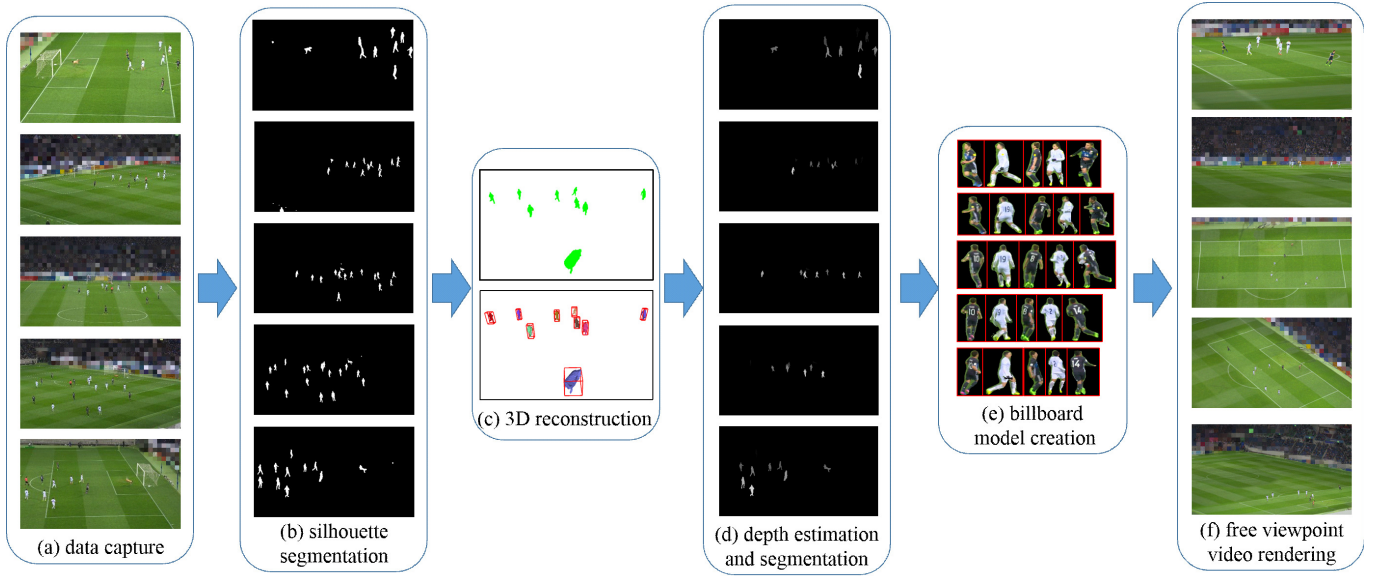 (a) data capture
(b) silhouette
segmentation
(c) 3D reconstruction
(d) depth estimation
and segmentation
(e) billboard
model creation
(f) free viewpoint
video rendering